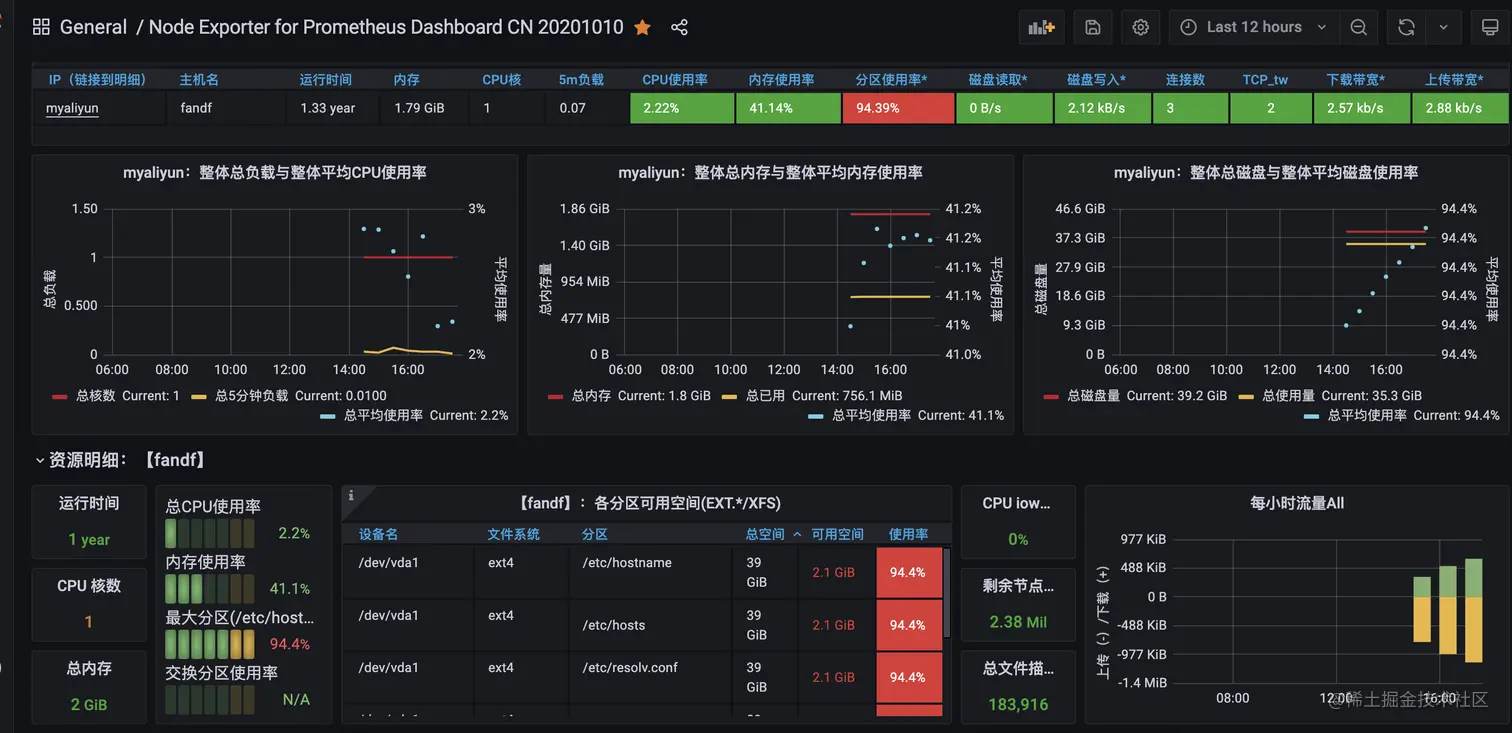 General / Node Exporter for Prometheus Dashboard CN 20201010
Last 12 hours
IP（链接到明细） 主机名 运行时间 内存 CPU核 5m负载 CPU使用率 内存使用率 分区使用率* 磁盘读取* 磁盘写入* 连接数 TCP_tw 下载带宽* 上传带宽*
myaliyun fandf 1.33 year 1.79 GiB 1 0.07 2.22% 41.14% 94.39% 0 B/s 2.12 kB/s 3 2 2.57 kb/s 2.88 kb/s
myaliyun：整体总负载与整体平均CPU使用率
1.50
1
0.500
0
总负载
3%
2%
平均使用率
06:00 08:00 10:00 12:00 14:00 16:00
总核数 Current: 1 总5分钟负载 Current: 0.0100
总平均使用率 Current: 2.2%
myaliyun：整体总内存与整体平均内存使用率
1.86 GiB
1.40 GiB
954 MiB
477 MiB
0 B
总内存量
41.2%
41.2%
41.1%
41.1%
41%
41.0%
平均使用率
06:00 08:00 10:00 12:00 14:00 16:00
总内存 Current: 1.8 GiB 总已用 Current: 756.1 MiB
总平均使用率 Current: 41.1%
myaliyun：整体总磁盘与整体平均磁盘使用率
46.6 GiB
37.3 GiB
27.9 GiB
18.6 GiB
9.3 GiB
0 B
总磁盘量
94.4%
94.4%
94.4%
94.4%
94.4%
94.4%
平均使用率
06:00 08:00 10:00 12:00 14:00 16:00
总磁盘量 Current: 39.2 GiB 总使用量 Current: 35.3 GiB
总平均使用率 Current: 94.4%
资源明细：【fandf】
运行时间
1 year
CPU 核数
1
总内存
2 GiB
总CPU使用率
2.2%
内存使用率
41.1%
最大分区(/etc/host...
94.4%
交换分区使用率
N/A
【fandf】：各分区可用空间(EXT.*/XFS)
设备名 文件系统 分区 总空间 可用空间 使用率
/dev/vda1 ext4 /etc/hostname 39 GiB 2.1 GiB 94.4%
/dev/vda1 ext4 /etc/hosts 39 GiB 2.1 GiB 94.4%
/dev/vda1 ext4 /etc/resolv.conf 39 GiB 2.1 GiB 94.4%
CPU iow...
0%
剩余节点...
2.38 Mil
总文件描...
183,916
每小时流量All
977 KiB
488 KiB
0 B
-488 KiB
-977 KiB
-1.4 MiB
上传（-）/下载（+）
08:00 12:00 16:00
@稀土掘金技术社区